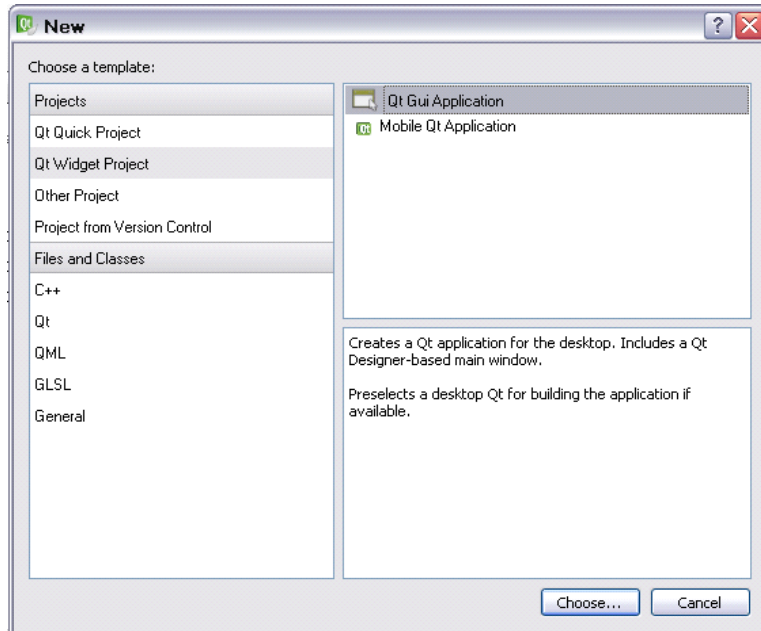 New
Choose a template:
Projects
Qt Quick Project
Qt Widget Project
Other Project
Project from Version Control
Files and Classes
C++
Qt
QML
GLSL
General
Qt Gui Application
Mobile Qt Application
Creates a Qt application for the desktop. Includes a Qt
Designer-based main window.
Preselects a desktop Qt for building the application if
available.
Choose...
Cancel